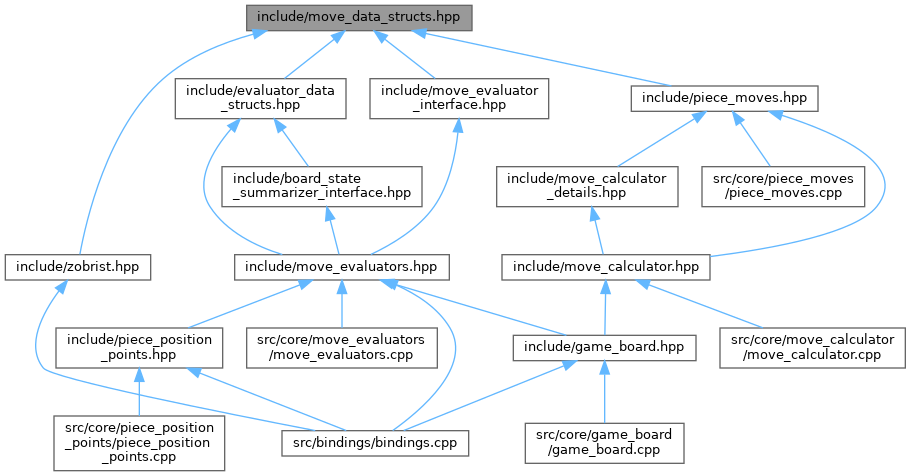 include/move_data_structs.hpp
include/evaluator_data
_structs.hpp
include/move_evaluator
_interface.hpp
include/piece_moves.hpp
include/board_state
_summarizer_interface.hpp
include/move_calculator
_details.hpp
src/core/piece_moves
/piece_moves.cpp
include/zobrist.hpp
include/move_evaluators.hpp
include/move_calculator.hpp
include/piece_position
_points.hpp
src/core/move_evaluators
/move_evaluators.cpp
include/game_board.hpp
src/core/move_calculator
/move_calculator.cpp
src/core/piece_position
_points/piece_position
_points.cpp
src/bindings/bindings.cpp
src/core/game_board
/game_board.cpp